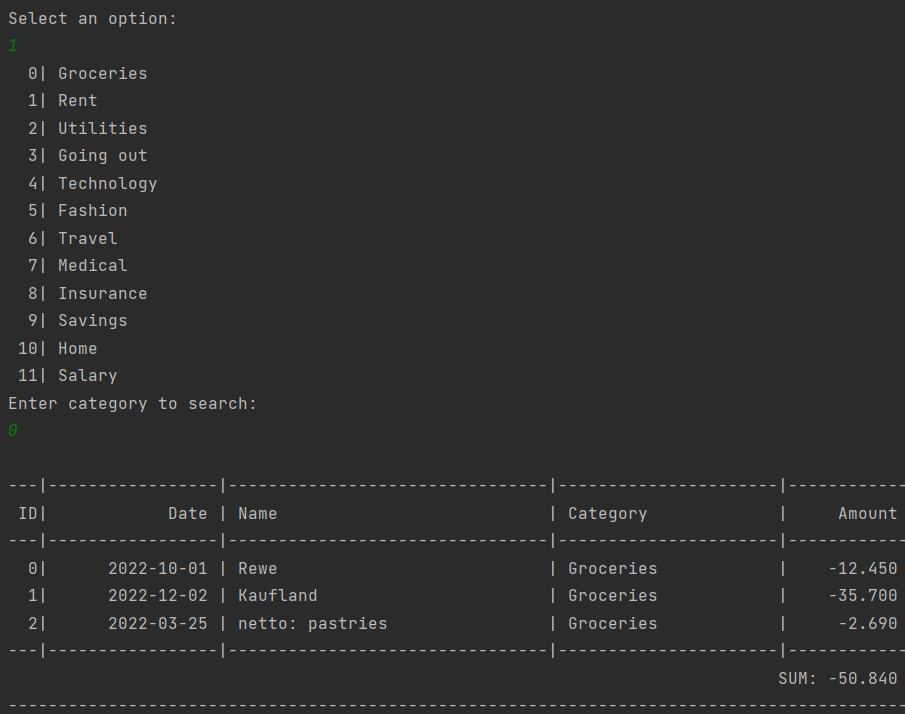 Select an option:
1
  0| Groceries
  1| Rent
  2| Utilities
  3| Going out
  4| Technology
  5| Fashion
  6| Travel
  7| Medical
  8| Insurance
  9| Savings
 10| Home
 11| Salary
Enter category to search:
0

---|-----------------|--------------------------------|----------------------|------------
 ID|            Date | Name                           | Category             |     Amount
---|-----------------|--------------------------------|----------------------|------------
  0|      2022-10-01 | Rewe                           | Groceries            |    -12.450
  1|      2022-12-02 | Kaufland                       | Groceries            |    -35.700
  2|      2022-03-25 | netto: pastries                | Groceries            |     -2.690
---|-----------------|--------------------------------|----------------------|------------
                                                                             SUM: -50.840
------------------------------------------------------------------------------------------